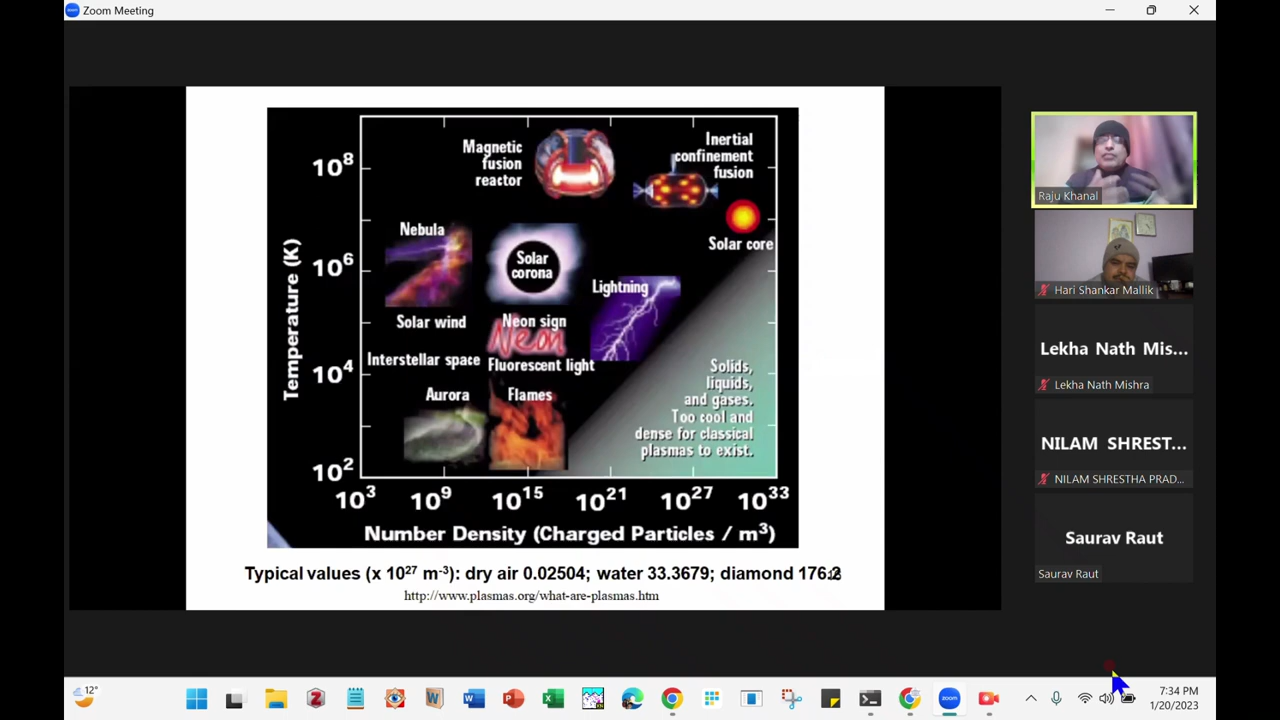 Zoom Meeting
Magnetic
fusion
reactor
Inertial
confinement
fusion
Solar core
Nebula
Solar
corona
Lightning
Solar wind
Neon sign
Neon
Interstellar space
Fluorescent light
Aurora
Flames
Solids,
liquids,
and gases.
Too cool and
dense for classical
plasmas to exist.
Temperature (K)
10⁸
10⁶
10⁴
10²
10³ 10⁹ 10¹⁵ 10²¹ 10²⁷ 10³³
Number Density (Charged Particles / m³)
Typical values (x 10²⁷ m⁻³): dry air 0.02504; water 33.3679; diamond 176.2
http://www.plasmas.org/what-are-plasmas.htm
Raju Khanal
Hari Shankar Mallik
Lekha Nath Mis...
Lekha Nath Mishra
NILAM SHREST...
NILAM SHRESTHA PRAD...
Saurav Raut
Saurav Raut
12°
7:34 PM
1/20/2023